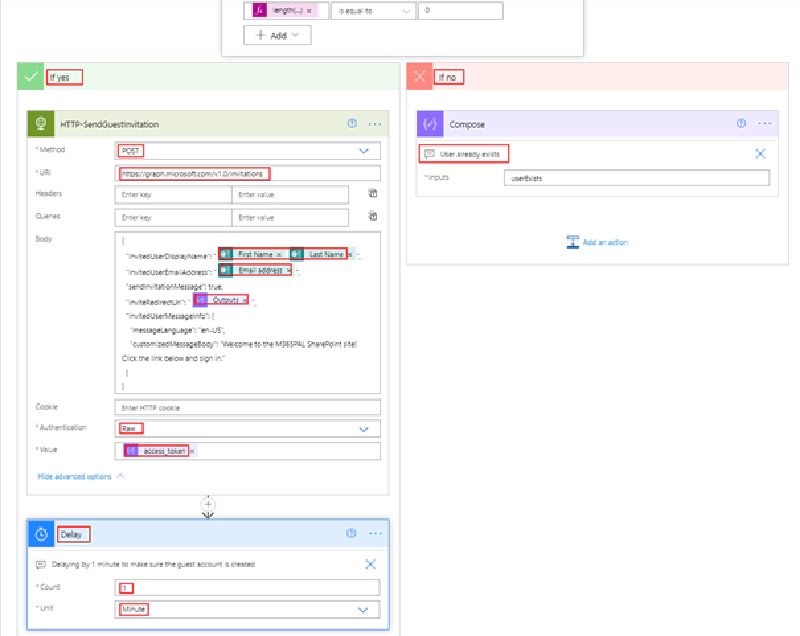 length(...) ×
is equal to
0
Add
If yes
HTTP-SendGuestInvitation
* Method
POST
* URI
https://graph.microsoft.com/v1.0/invitations
Headers
Enter key
Enter value
Queries
Enter key
Enter value
Body
{
"invitedUserDisplayName": " First Name × Last Name × ",
"invitedUserEmailAddress": " Email address × ",
"sendInvitationMessage": true,
"inviteRedirectUrl": " Outputs × ",
"invitedUserMessageInfo": {
"messageLanguage": "en-US",
"customizedMessageBody": "Welcome to the M365PAL SharePoint site!
Click the link below and sign in."
}
}
Cookie
Enter HTTP cookie
* Authentication
Raw
* Value
access_token ×
Hide advanced options
Delay
Delaying by 1 minute to make sure the guest account is created
* Count
1
* Unit
Minute
If no
Compose
User already exists
* Inputs
userExists
Add an action